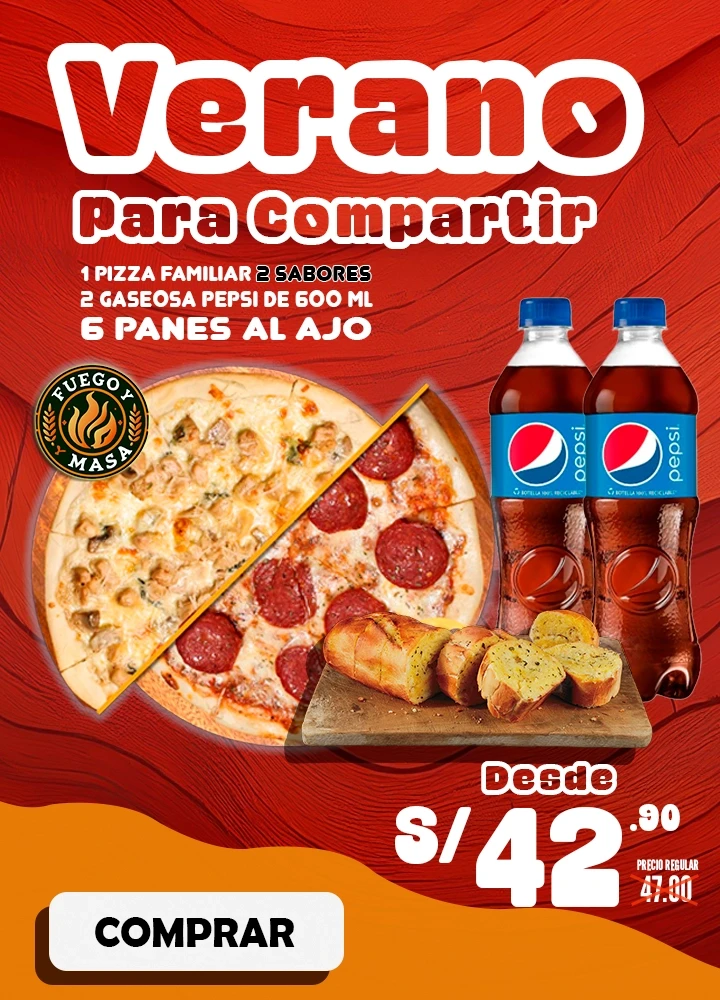 Verano
Para Compartir
1 PIZZA FAMILIAR 2 SABORES
2 GASEOSA PEPSI DE 600 ML
6 PANES AL AJO
FUEGO Y
Y MASA
pepsi
pepsi
Desde
S/42.90
PRECIO REGULAR
47.00
COMPRAR